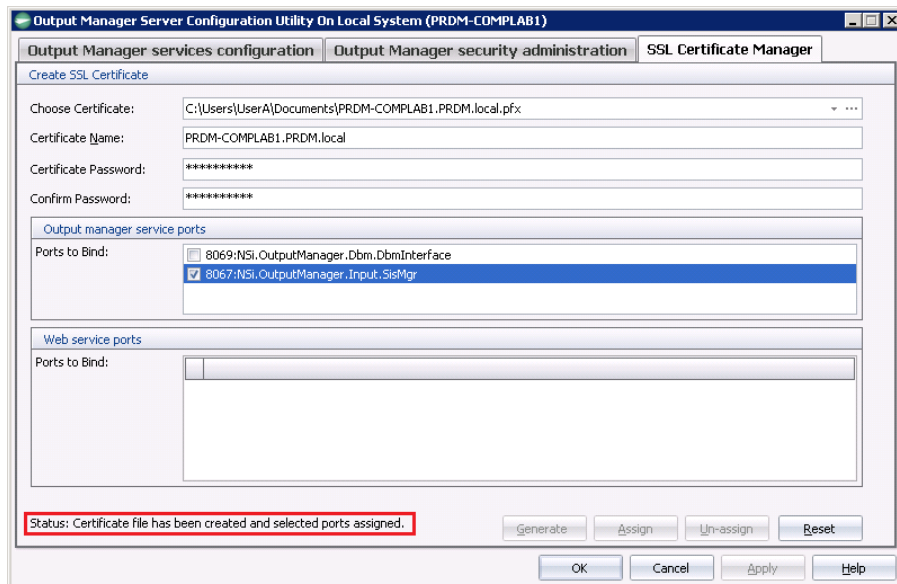 Output Manager Server Configuration Utility On Local System (PRDM-COMPLAB1)
Output Manager services configuration Output Manager security administration SSL Certificate Manager
Create SSL Certificate
Choose Certificate: C:\Users\UserA\Documents\PRDM-COMPLAB1.PRDM.local.pfx
Certificate Name: PRDM-COMPLAB1.PRDM.local
Certificate Password: **********
Confirm Password: **********
Output manager service ports
Ports to Bind: 8069:NSi.OutputManager.Dbm.DbmInterface
8067:NSi.OutputManager.Input.SisMgr
Web service ports
Ports to Bind:
Status: Certificate file has been created and selected ports assigned.
Generate Assign Un-assign Reset
OK Cancel Apply Help